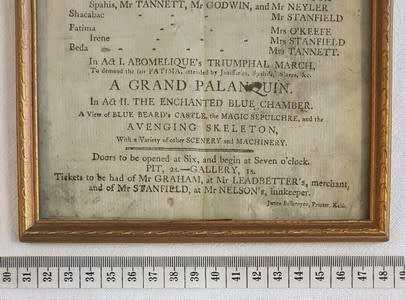 Spahis, Mr TANNETT, Mr GODWIN, and Mr NEYLER
Shacabac Mr STANFIELD
Fatima - - - Mrs O'KEEFE
Irene - - - Mrs STANFIELD
Beda - - - Mrs TANNETT.
In Act I. ABOMELIQUE's TRIUMPHAL MARCH,
To demand the fair FATIMA, attended by Janissaries, Spahis, Slaves, &c.
A GRAND PALANQUIN.
In Act II. THE ENCHANTED BLUE CHAMBER.
A View of BLUE BEARD's CASTLE, the MAGIC SEPULCHRE, and the
AVENGING SKELETON,
With a Variety of other SCENERY and MACHINERY.
Doors to be opened at Six, and begin at Seven o'clock.
PIT, 2s.—GALLERY, 1s.
Tickets to be had of Mr GRAHAM, at Mr LEADBETTER's, merchant,
and of Mr STANFIELD, at Mr NELSON's, innkeeper.
Printer, Kelso.
30 31 32 33 34 35 36 37 38 39 40 41 42 43 44 45 46 47 48 49